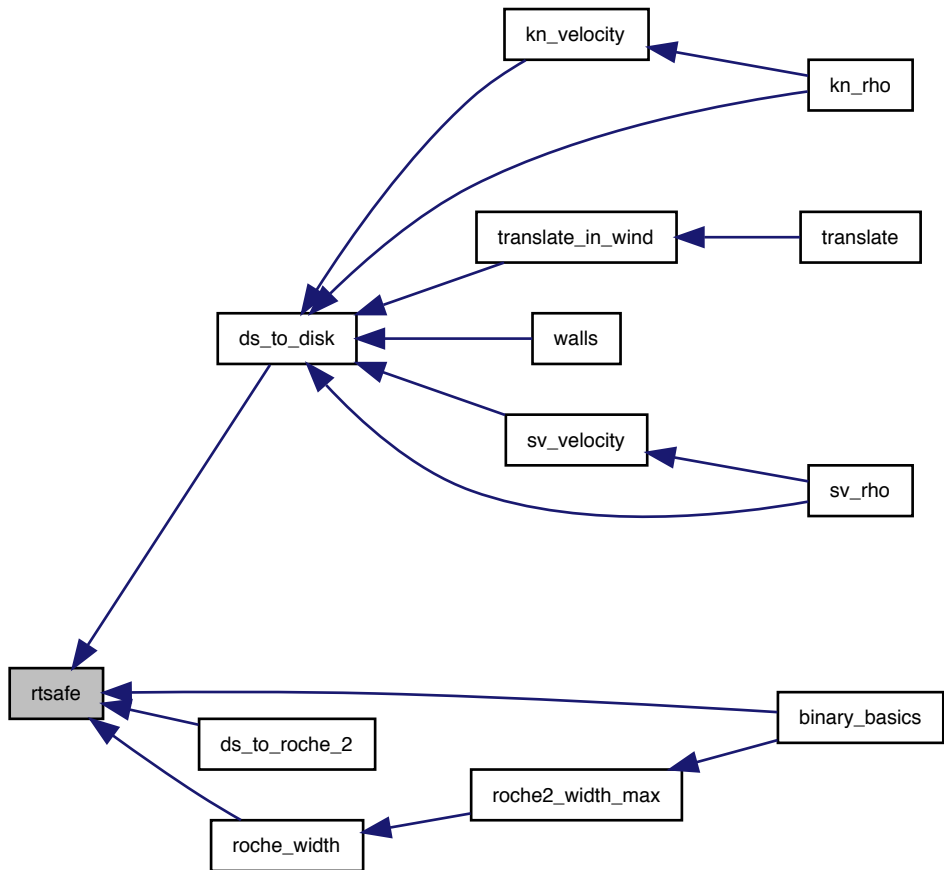 kn_velocity
kn_rho
translate_in_wind
translate
ds_to_disk
walls
sv_velocity
sv_rho
rtsafe
binary_basics
ds_to_roche_2
roche2_width_max
roche_width